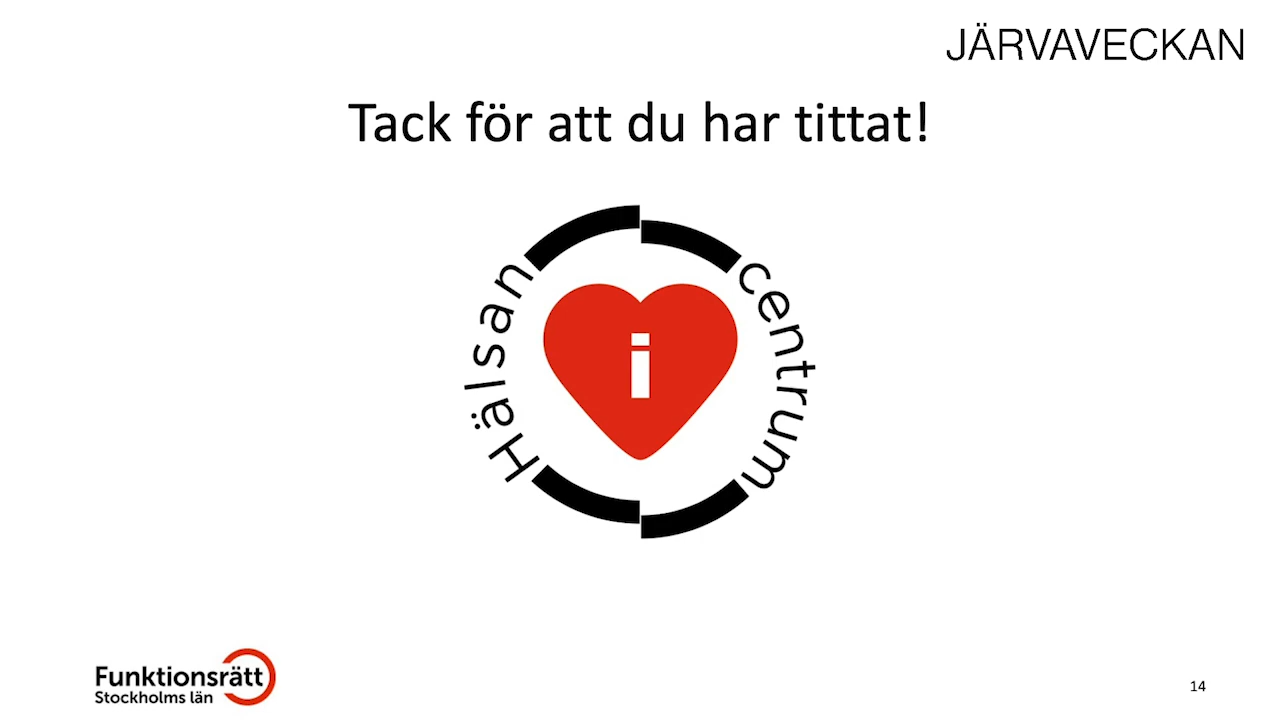 JÄRVAVECKAN
Tack för att du har tittat!
Hälsan
i
centrum
Funktionsrätt
Stockholms län
14